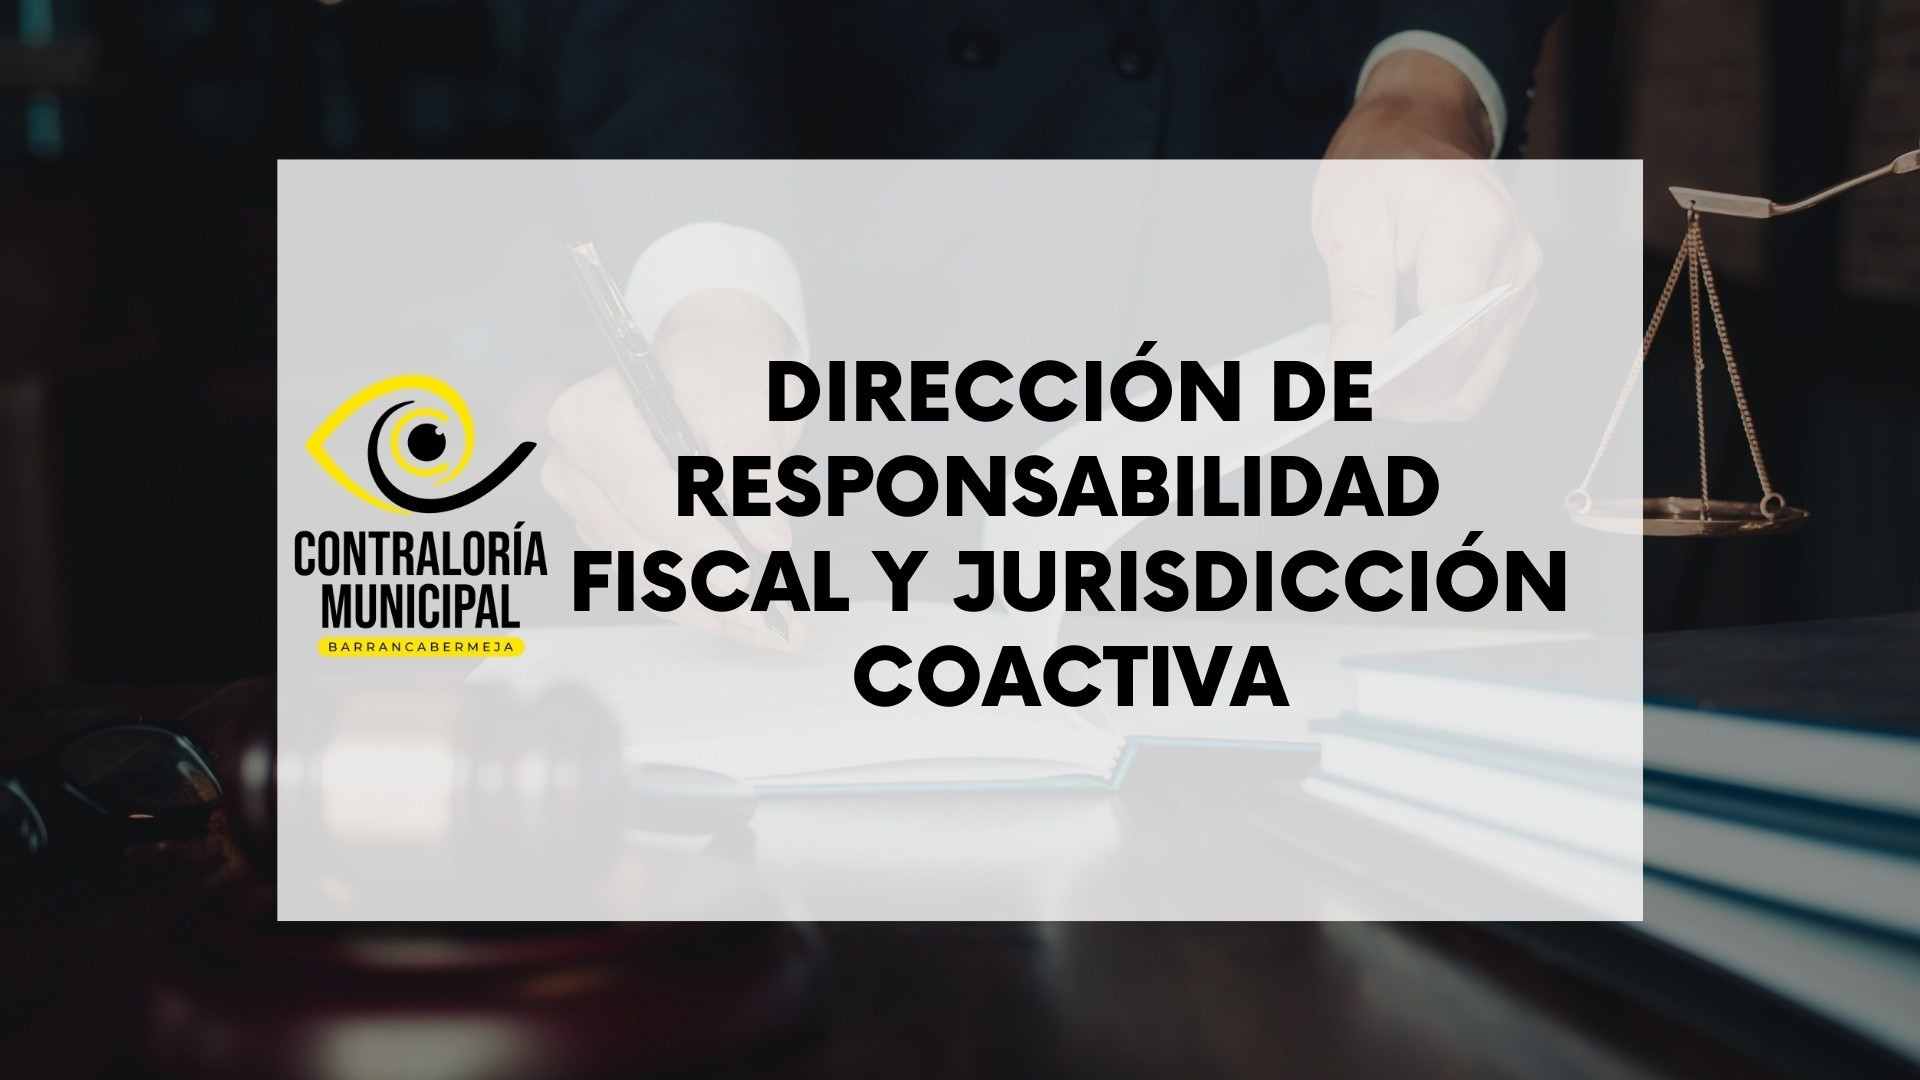 CONTRALORÍA
MUNICIPAL
BARRANCABERMEJA
DIRECCIÓN DE
RESPONSABILIDAD
FISCAL Y JURISDICCIÓN
COACTIVA